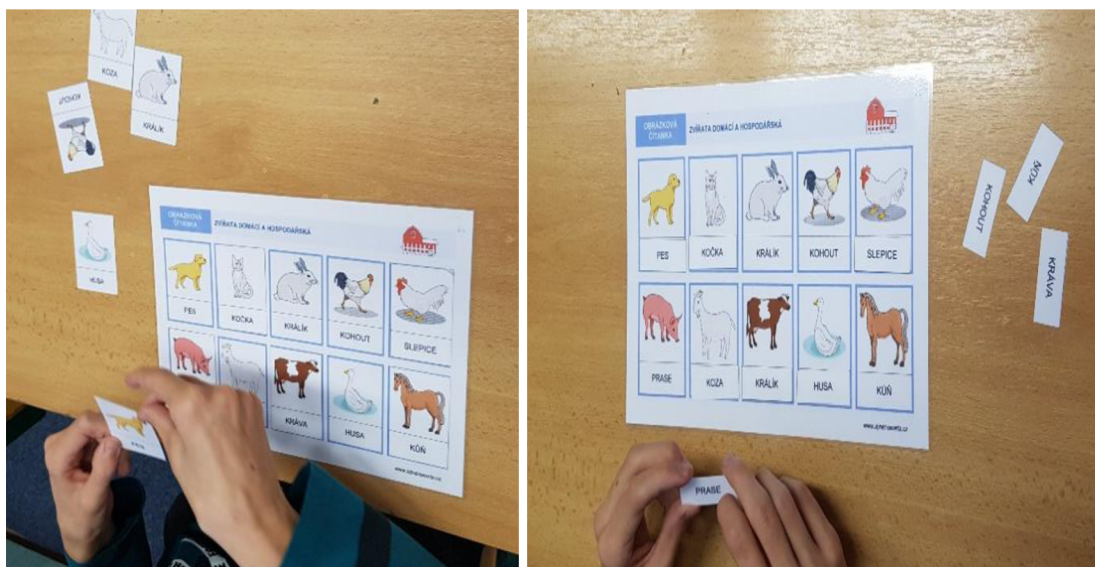 KOZA
KRÁLÍK
KOHOUT
HUSA
OBRÁZKOVÁ
ČÍTANKA
ZVÍŘATA DOMÁCÍ A HOSPODÁŘSKÁ
PES
KOČKA
KRÁLÍK
KOHOUT
SLEPICE
KRÁVA
HUSA
KŮŇ
OBRÁZKOVÁ
ČÍTANKA
ZVÍŘATA DOMÁCÍ A HOSPODÁŘSKÁ
PES
KOČKA
KRÁLÍK
KOHOUT
SLEPICE
PRASE
KOZA
KRÁLÍK
HUSA
KŮŇ
KOHOUT
KŮŇ
KRÁVA
PRASE